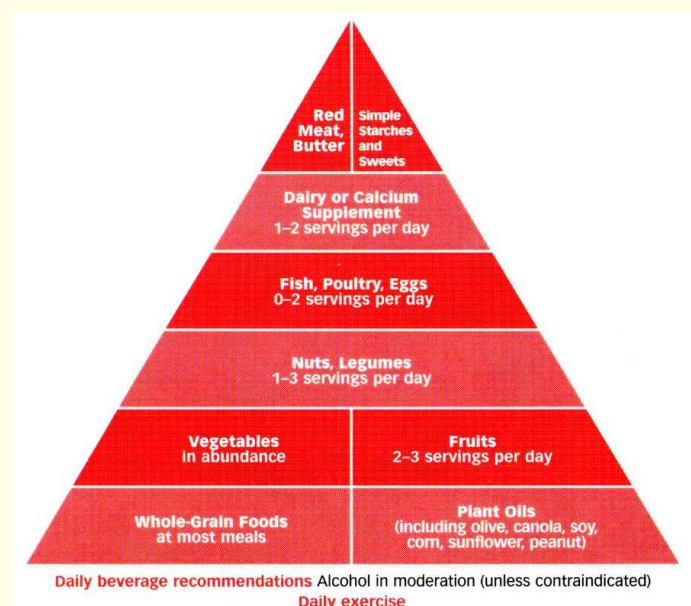 Red
Meat,
Butter
Simple
Starches
and
Sweets
Dairy or Calcium
Supplement
1–2 servings per day
Fish, Poultry, Eggs
0–2 servings per day
Nuts, Legumes
1–3 servings per day
Vegetables
in abundance
Fruits
2–3 servings per day
Whole-Grain Foods
at most meals
Plant Oils
(including olive, canola, soy,
corn, sunflower, peanut)
Daily beverage recommendations Alcohol in moderation (unless contraindicated)
Daily exercise